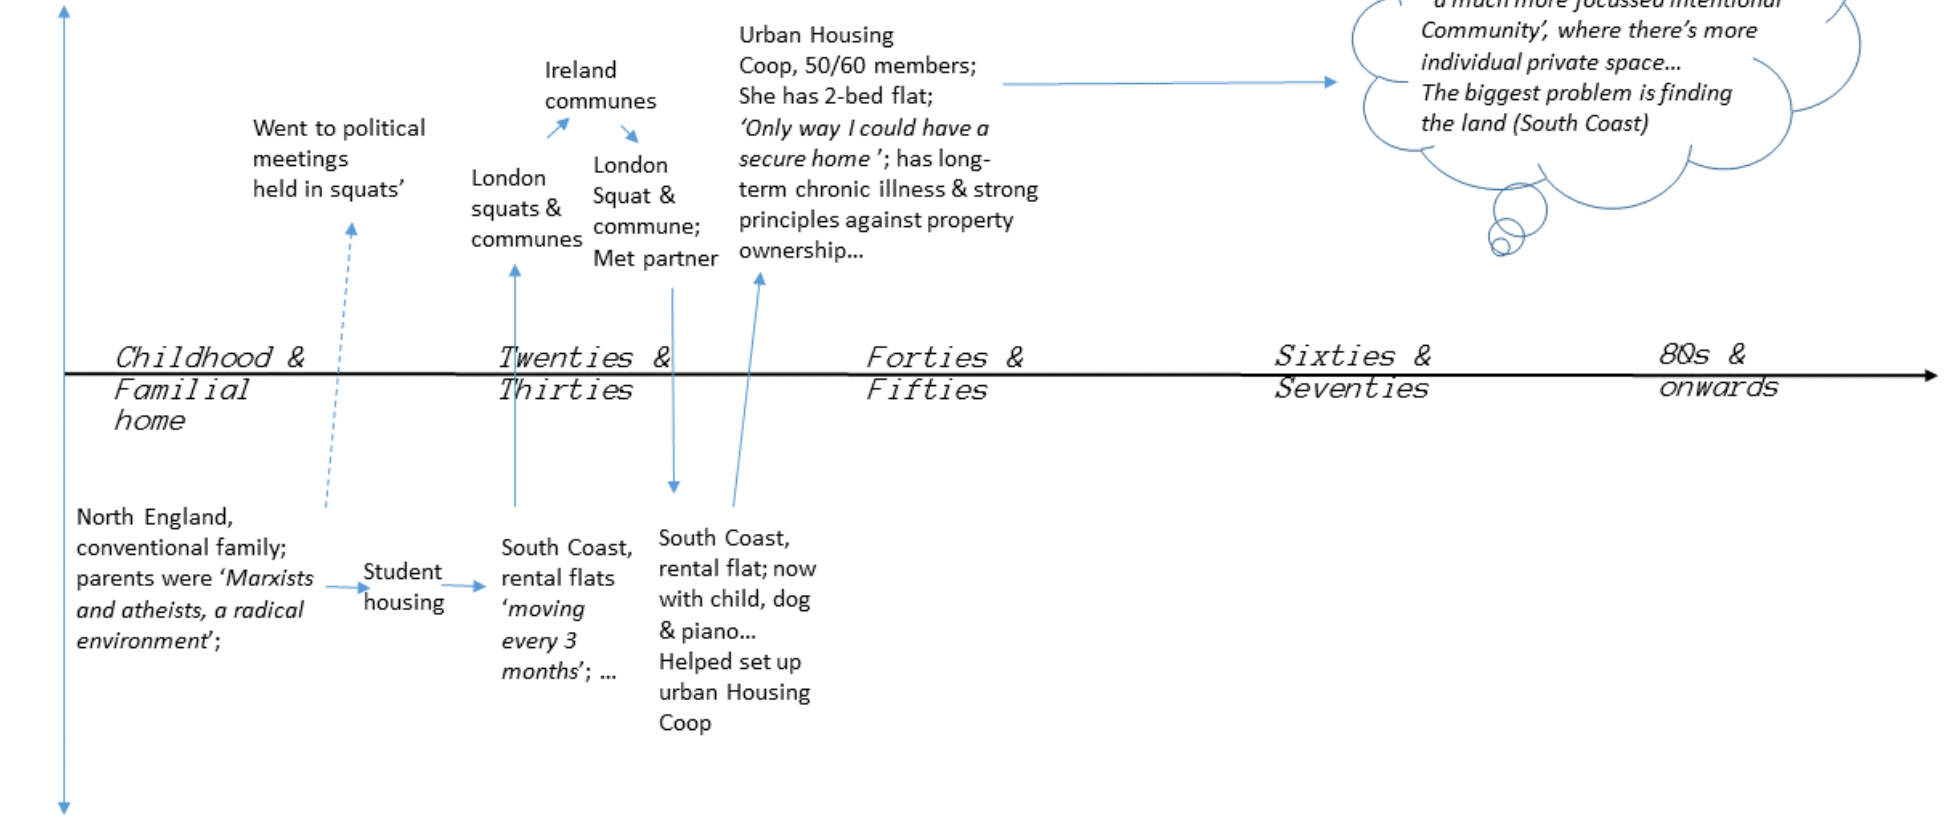 ‘a much more focussed intentional
Community’, where there’s more
individual private space...
The biggest problem is finding
the land (South Coast)
Urban Housing
Coop, 50/60 members;
She has 2-bed flat;
‘Only way I could have a
secure home ’; has long-
term chronic illness & strong
principles against property
ownership...
Ireland
communes
Went to political
meetings
held in squats’
London
squats &
communes
London
Squat &
commune;
Met partner
Childhood &
Familial
home
Twenties &
Thirties
Forties &
Fifties
Sixties &
Seventies
80s &
onwards
North England,
conventional family;
parents were ‘Marxists
and atheists, a radical
environment’;
Student
housing
South Coast,
rental flats
‘moving
every 3
months’; ...
South Coast,
rental flat; now
with child, dog
& piano...
Helped set up
urban Housing
Coop